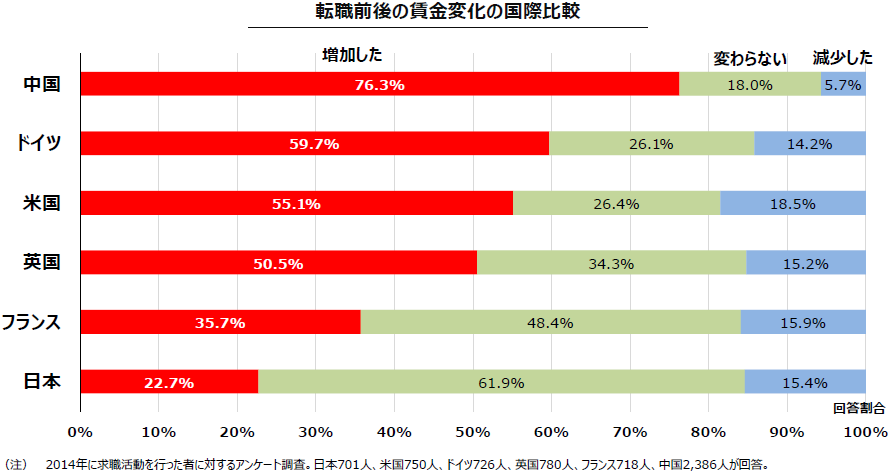 転職前後の賃金変化の国際比較
増加した 変わらない 減少した
中国 76.3% 18.0% 5.7%
ドイツ 59.7% 26.1% 14.2%
米国 55.1% 26.4% 18.5%
英国 50.5% 34.3% 15.2%
フランス 35.7% 48.4% 15.9%
日本 22.7% 61.9% 15.4%
回答割合
0% 10% 20% 30% 40% 50% 60% 70% 80% 90% 100%
（注） 2014年に求職活動を行った者に対するアンケート調査。日本701人、米国750人、ドイツ726人、英国780人、フランス718人、中国2,386人が回答。